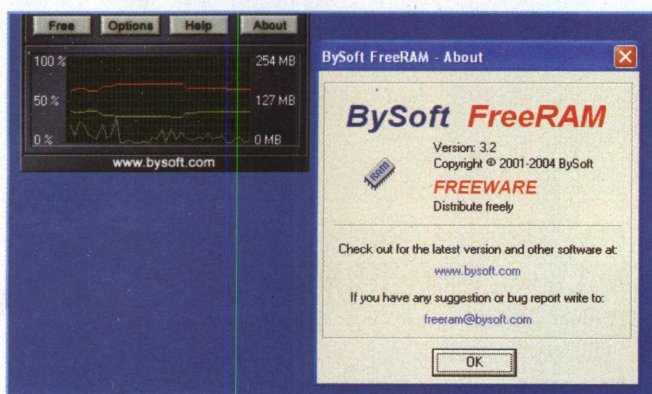 Free Options Help About
100 % 254 MB
50 % 127 MB
0 % 0 MB
www.bysoft.com
BySoft FreeRAM - About
BySoft FreeRAM
Version: 3.2
Copyright © 2001-2004 BySoft
RAM
FREEWARE
Distribute freely
Check out for the latest version and other software at:
www.bysoft.com
If you have any suggestion or bug report write to:
freeram@bysoft.com
OK